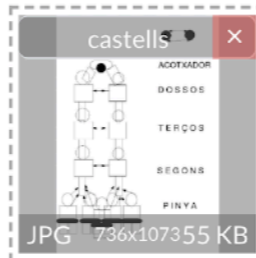 castells
×
ACOTXADOR
DOSSOS
TERÇOS
SEGONS
PINYA
JPG 736x1073 55 KB